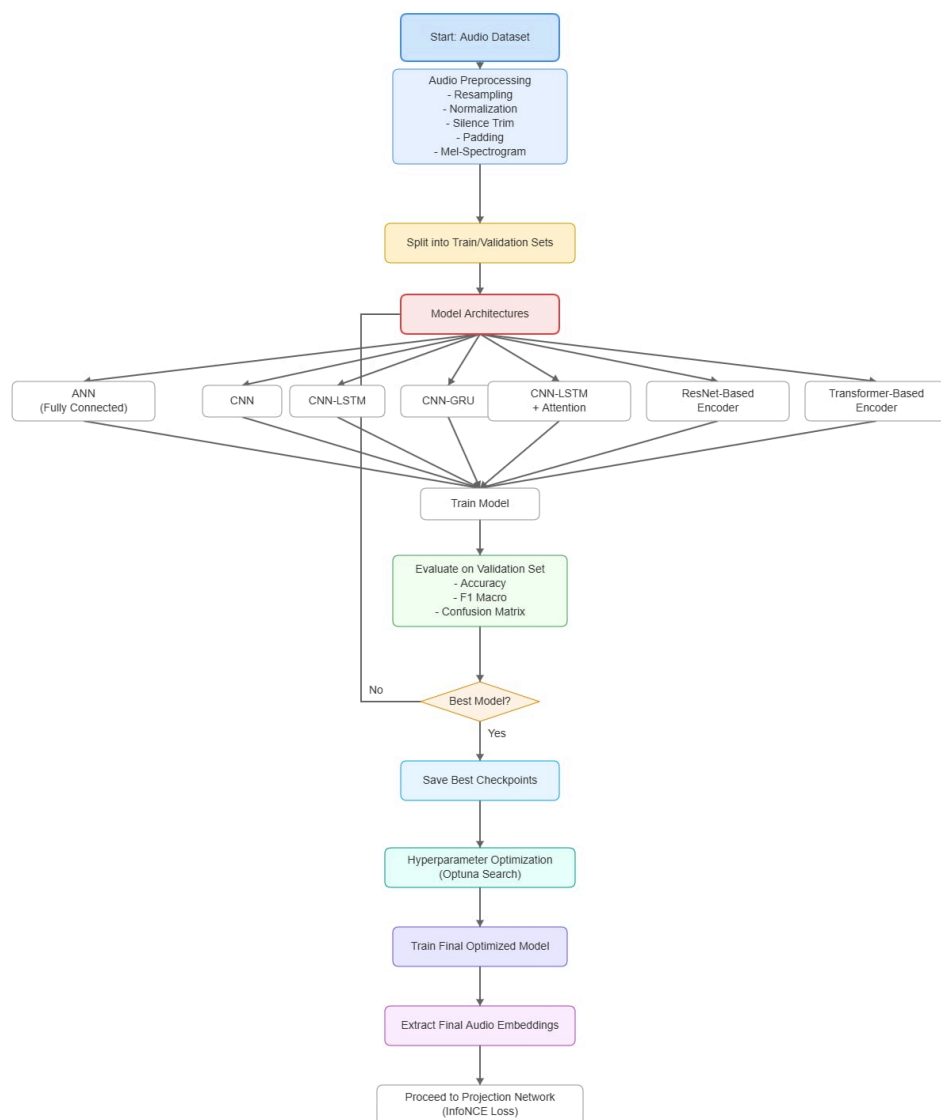 Start: Audio Dataset
Audio Preprocessing
- Resampling
- Normalization
- Silence Trim
- Padding
- Mel-Spectrogram
Split into Train/Validation Sets
Model Architectures
ANN
(Fully Connected)
CNN
CNN-LSTM
CNN-GRU
CNN-LSTM
+ Attention
ResNet-Based
Encoder
Transformer-Based
Encoder
Train Model
Evaluate on Validation Set
- Accuracy
- F1 Macro
- Confusion Matrix
No
Best Model?
Yes
Save Best Checkpoints
Hyperparameter Optimization
(Optuna Search)
Train Final Optimized Model
Extract Final Audio Embeddings
Proceed to Projection Network
(InfoNCE Loss)